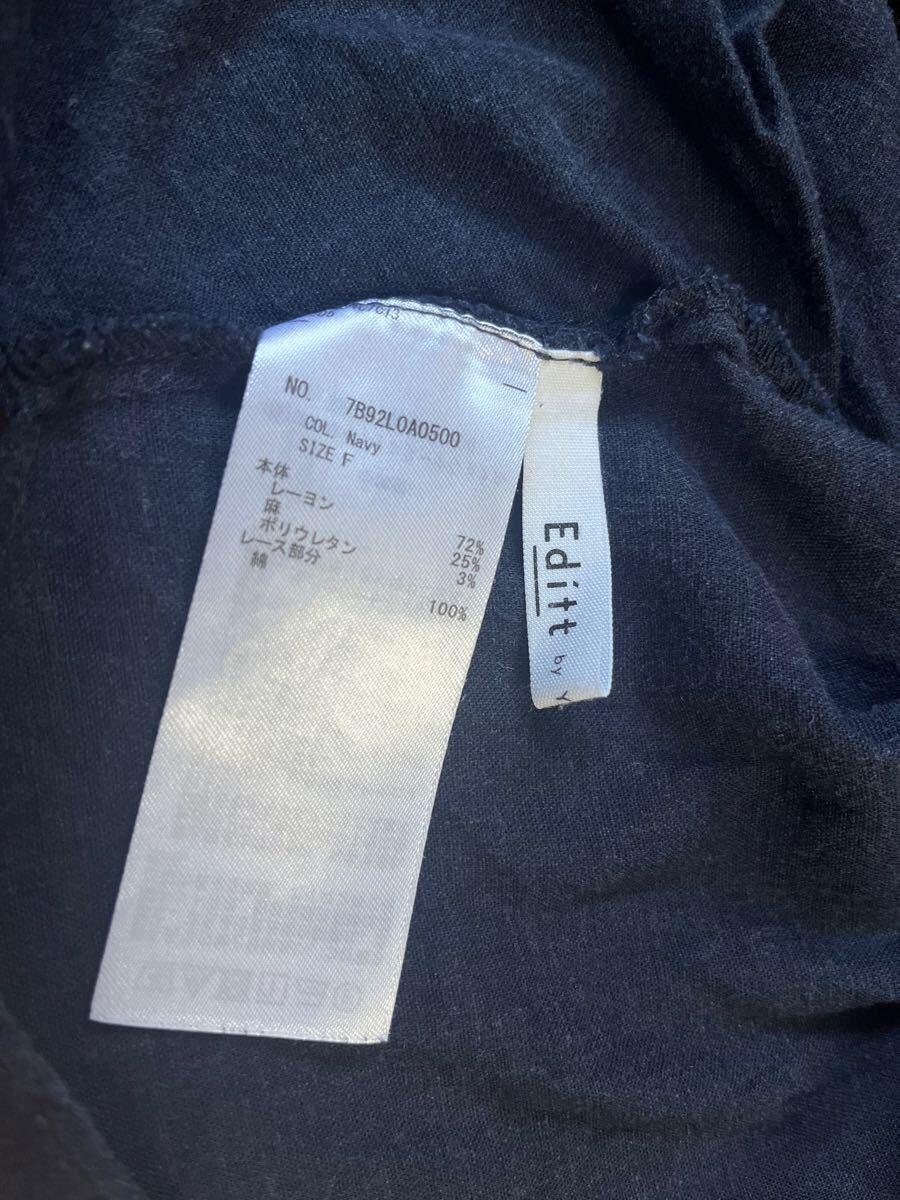 NO. 7B92L0A0500
COL. Navy
SIZE F
本体
レーヨン 72%
麻 25%
ポリウレタン 3%
レース部分
綿 100%
Editt
by Y